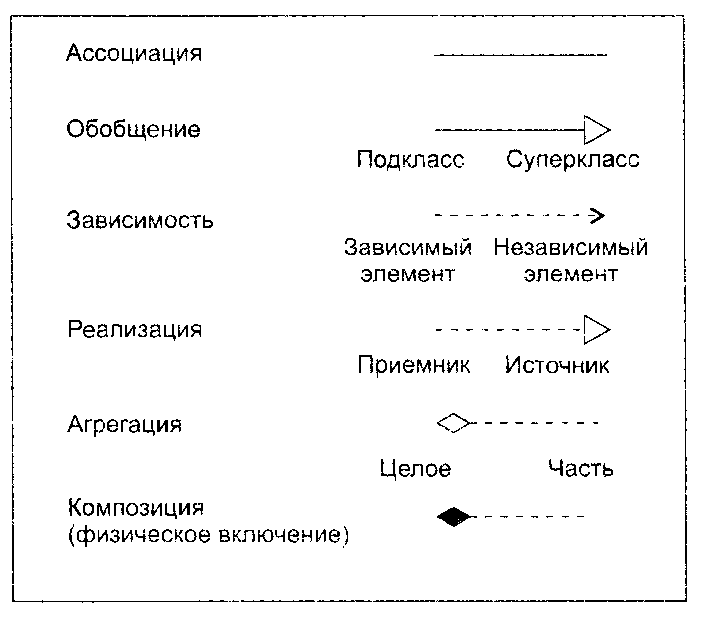 Ассоциация
Обобщение
Подкласс Суперкласс
Зависимость
Зависимый Независимый
элемент элемент
Реализация
Приемник Источник
Агрегация
Целое Часть
Композиция
(физическое включение)